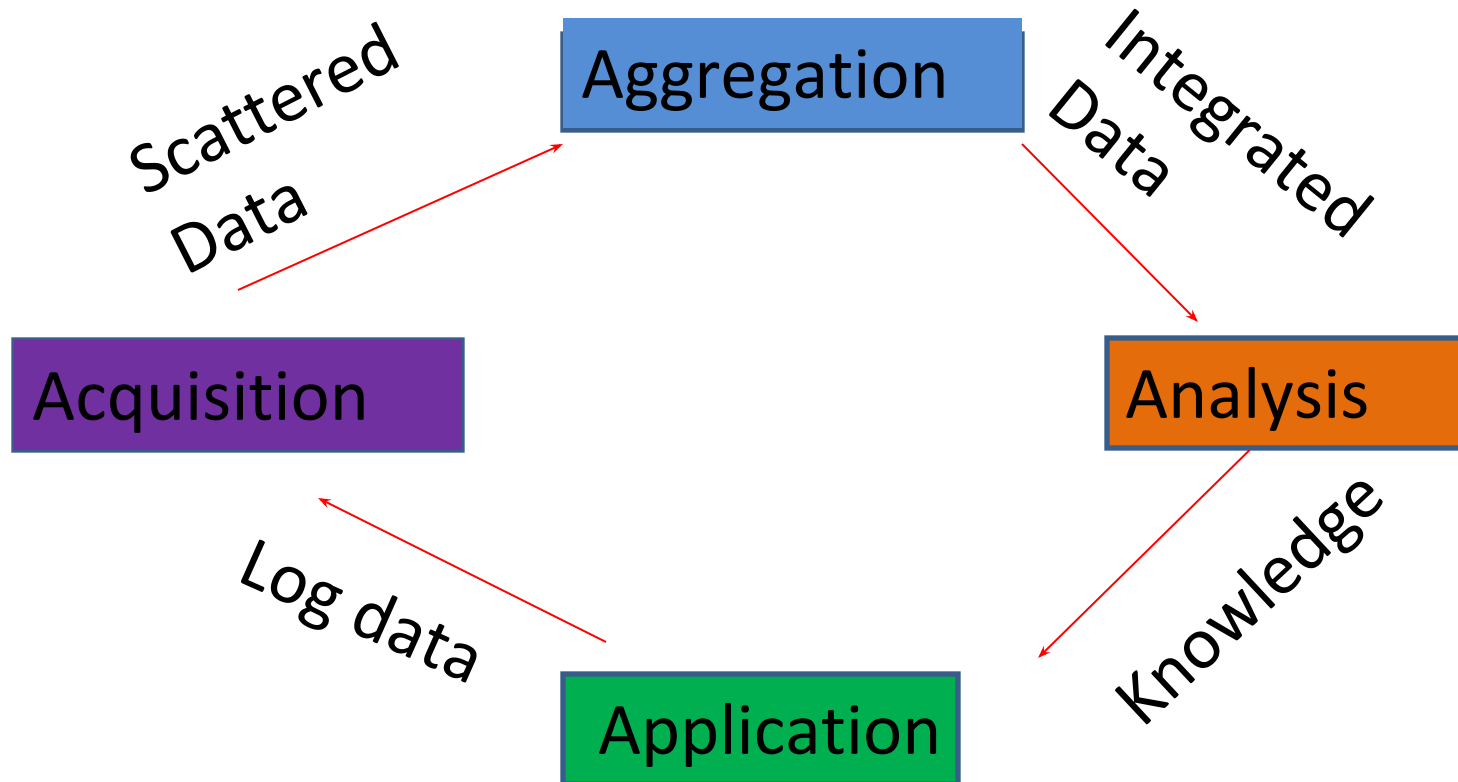 Aggregation
Scattered
Data
Integrated
Data
Acquisition
Analysis
Log data
Knowledge
Application